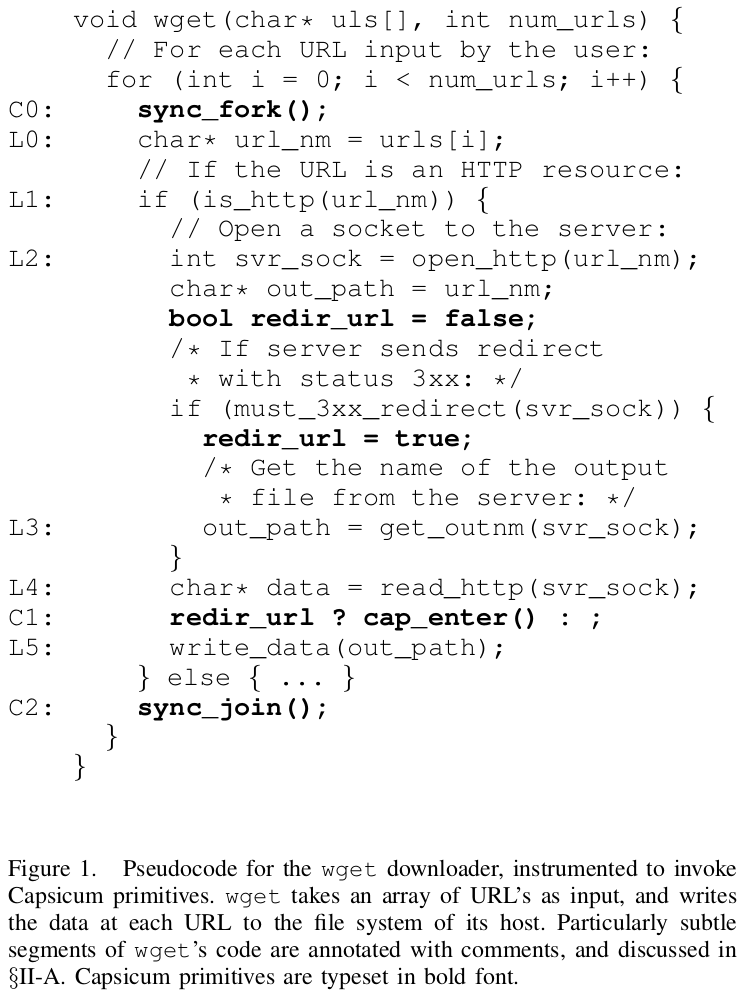 void wget(char* uls[], int num_urls) {
// For each URL input by the user:
for (int i = 0; i < num_urls; i++) {
C0: sync_fork();
L0: char* url_nm = urls[i];
// If the URL is an HTTP resource:
L1: if (is_http(url_nm)) {
// Open a socket to the server:
L2: int svr_sock = open_http(url_nm);
char* out_path = url_nm;
bool redir_url = false;
/* If server sends redirect
* with status 3xx: */
if (must_3xx_redirect(svr_sock)) {
redir_url = true;
/* Get the name of the output
* file from the server: */
L3: out_path = get_outnm(svr_sock);
}
L4: char* data = read_http(svr_sock);
C1: redir_url ? cap_enter() : ;
L5: write_data(out_path);
} else { ... }
C2: sync_join();
}
}
Figure 1. Pseudocode for the wget downloader, instrumented to invoke
Capsicum primitives. wget takes an array of URL's as input, and writes
the data at each URL to the file system of its host. Particularly subtle
segments of wget's code are annotated with comments, and discussed in
§II-A. Capsicum primitives are typeset in bold font.